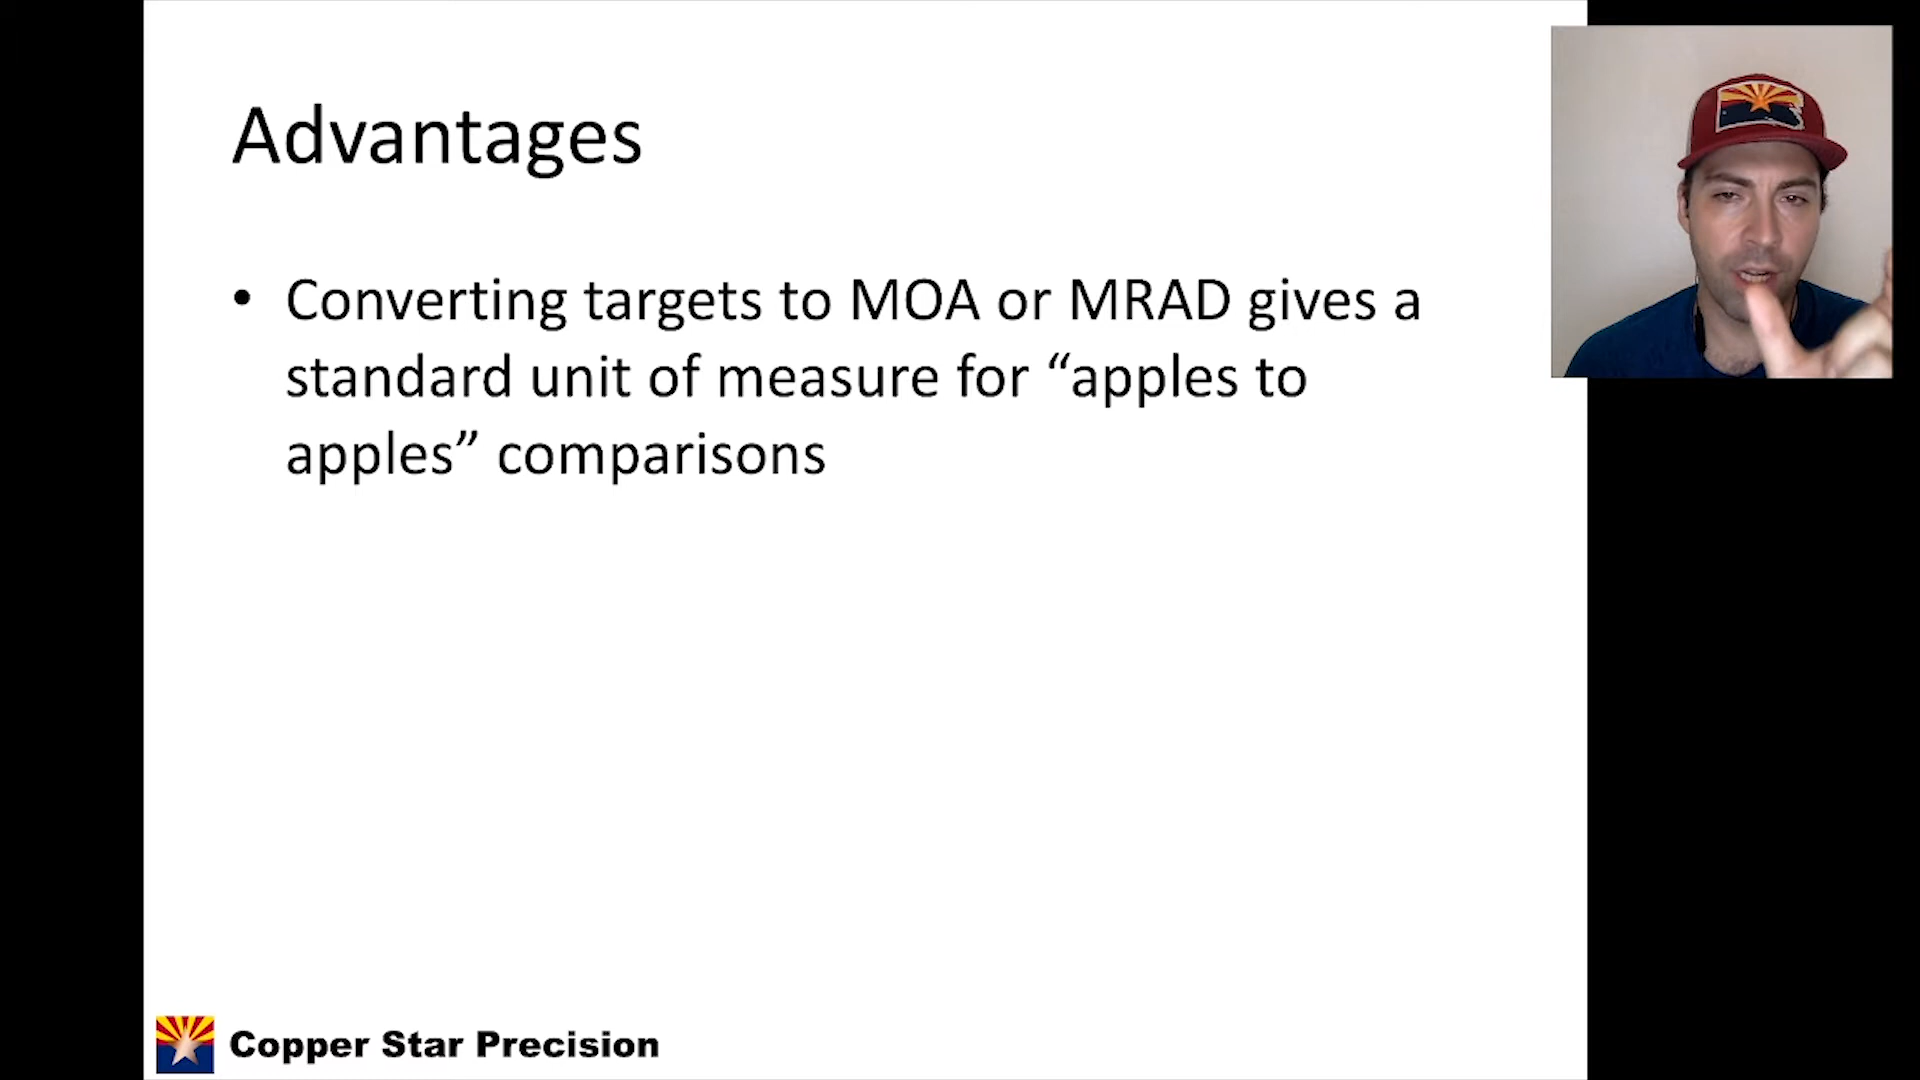 Advantages
• Converting targets to MOA or MRAD gives a
standard unit of measure for “apples to
apples” comparisons
Copper Star Precision